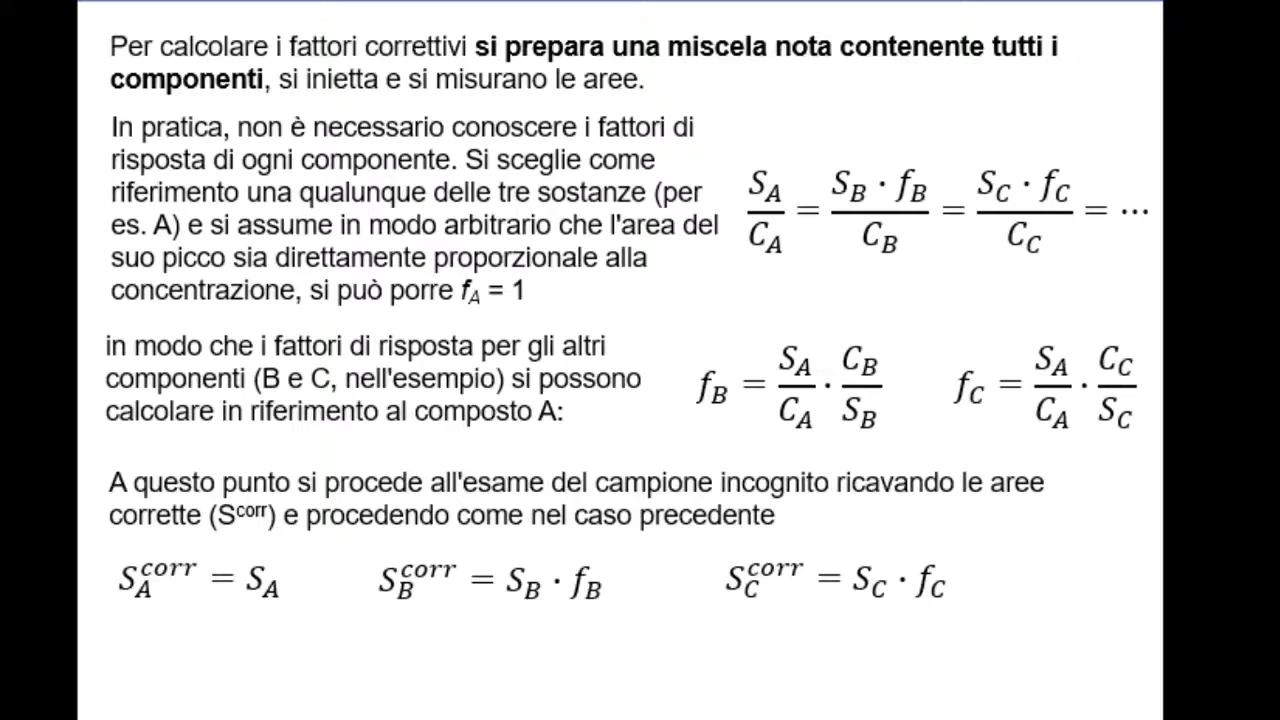 Per calcolare i fattori correttivi si prepara una miscela nota contenente tutti i
componenti, si inietta e si misurano le aree.
In pratica, non è necessario conoscere i fattori di
risposta di ogni componente. Si sceglie come
riferimento una qualunque delle tre sostanze (per
es. A) e si assume in modo arbitrario che l'area del
suo picco sia direttamente proporzionale alla
concentrazione, si può porre f_A = 1
S_A/C_A = S_B · f_B/C_B = S_C · f_C/C_C = ⋯
in modo che i fattori di risposta per gli altri
componenti (B e C, nell'esempio) si possono
calcolare in riferimento al composto A:
f_B = S_A/C_A · C_B/S_B
f_C = S_A/C_A · C_C/S_C
A questo punto si procede all'esame del campione incognito ricavando le aree
corrette (S^corr) e procedendo come nel caso precedente
S_A^corr = S_A
S_B^corr = S_B · f_B
S_C^corr = S_C · f_C